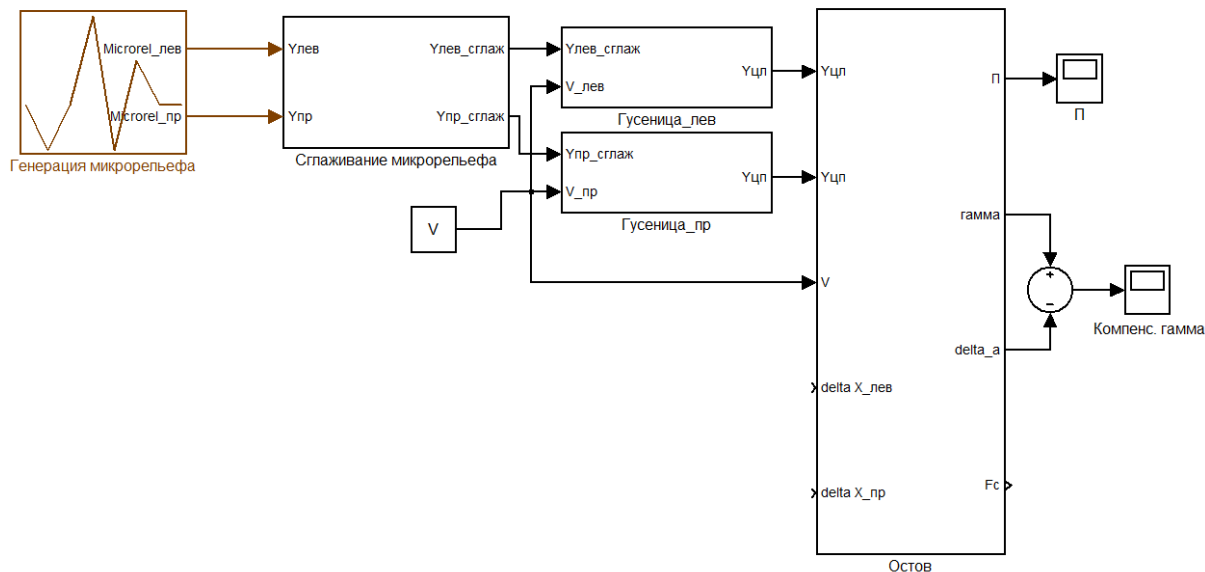 Microrel_лев
Microrel_пр
Генерация микрорельефа
Yлев
Yпр
Yлев_сглаж
Yпр_сглаж
Сглаживание микрорельефа
V
Yлев_сглаж
V_лев
Yцп
Гусеница_лев
Yпр_сглаж
V_пр
Yцп
Гусеница_пр
Yцп
Yцп
V
delta X_лев
delta X_пр
П
гамма
delta_a
Fc
Остов
П
+
−
Компенс. гамма